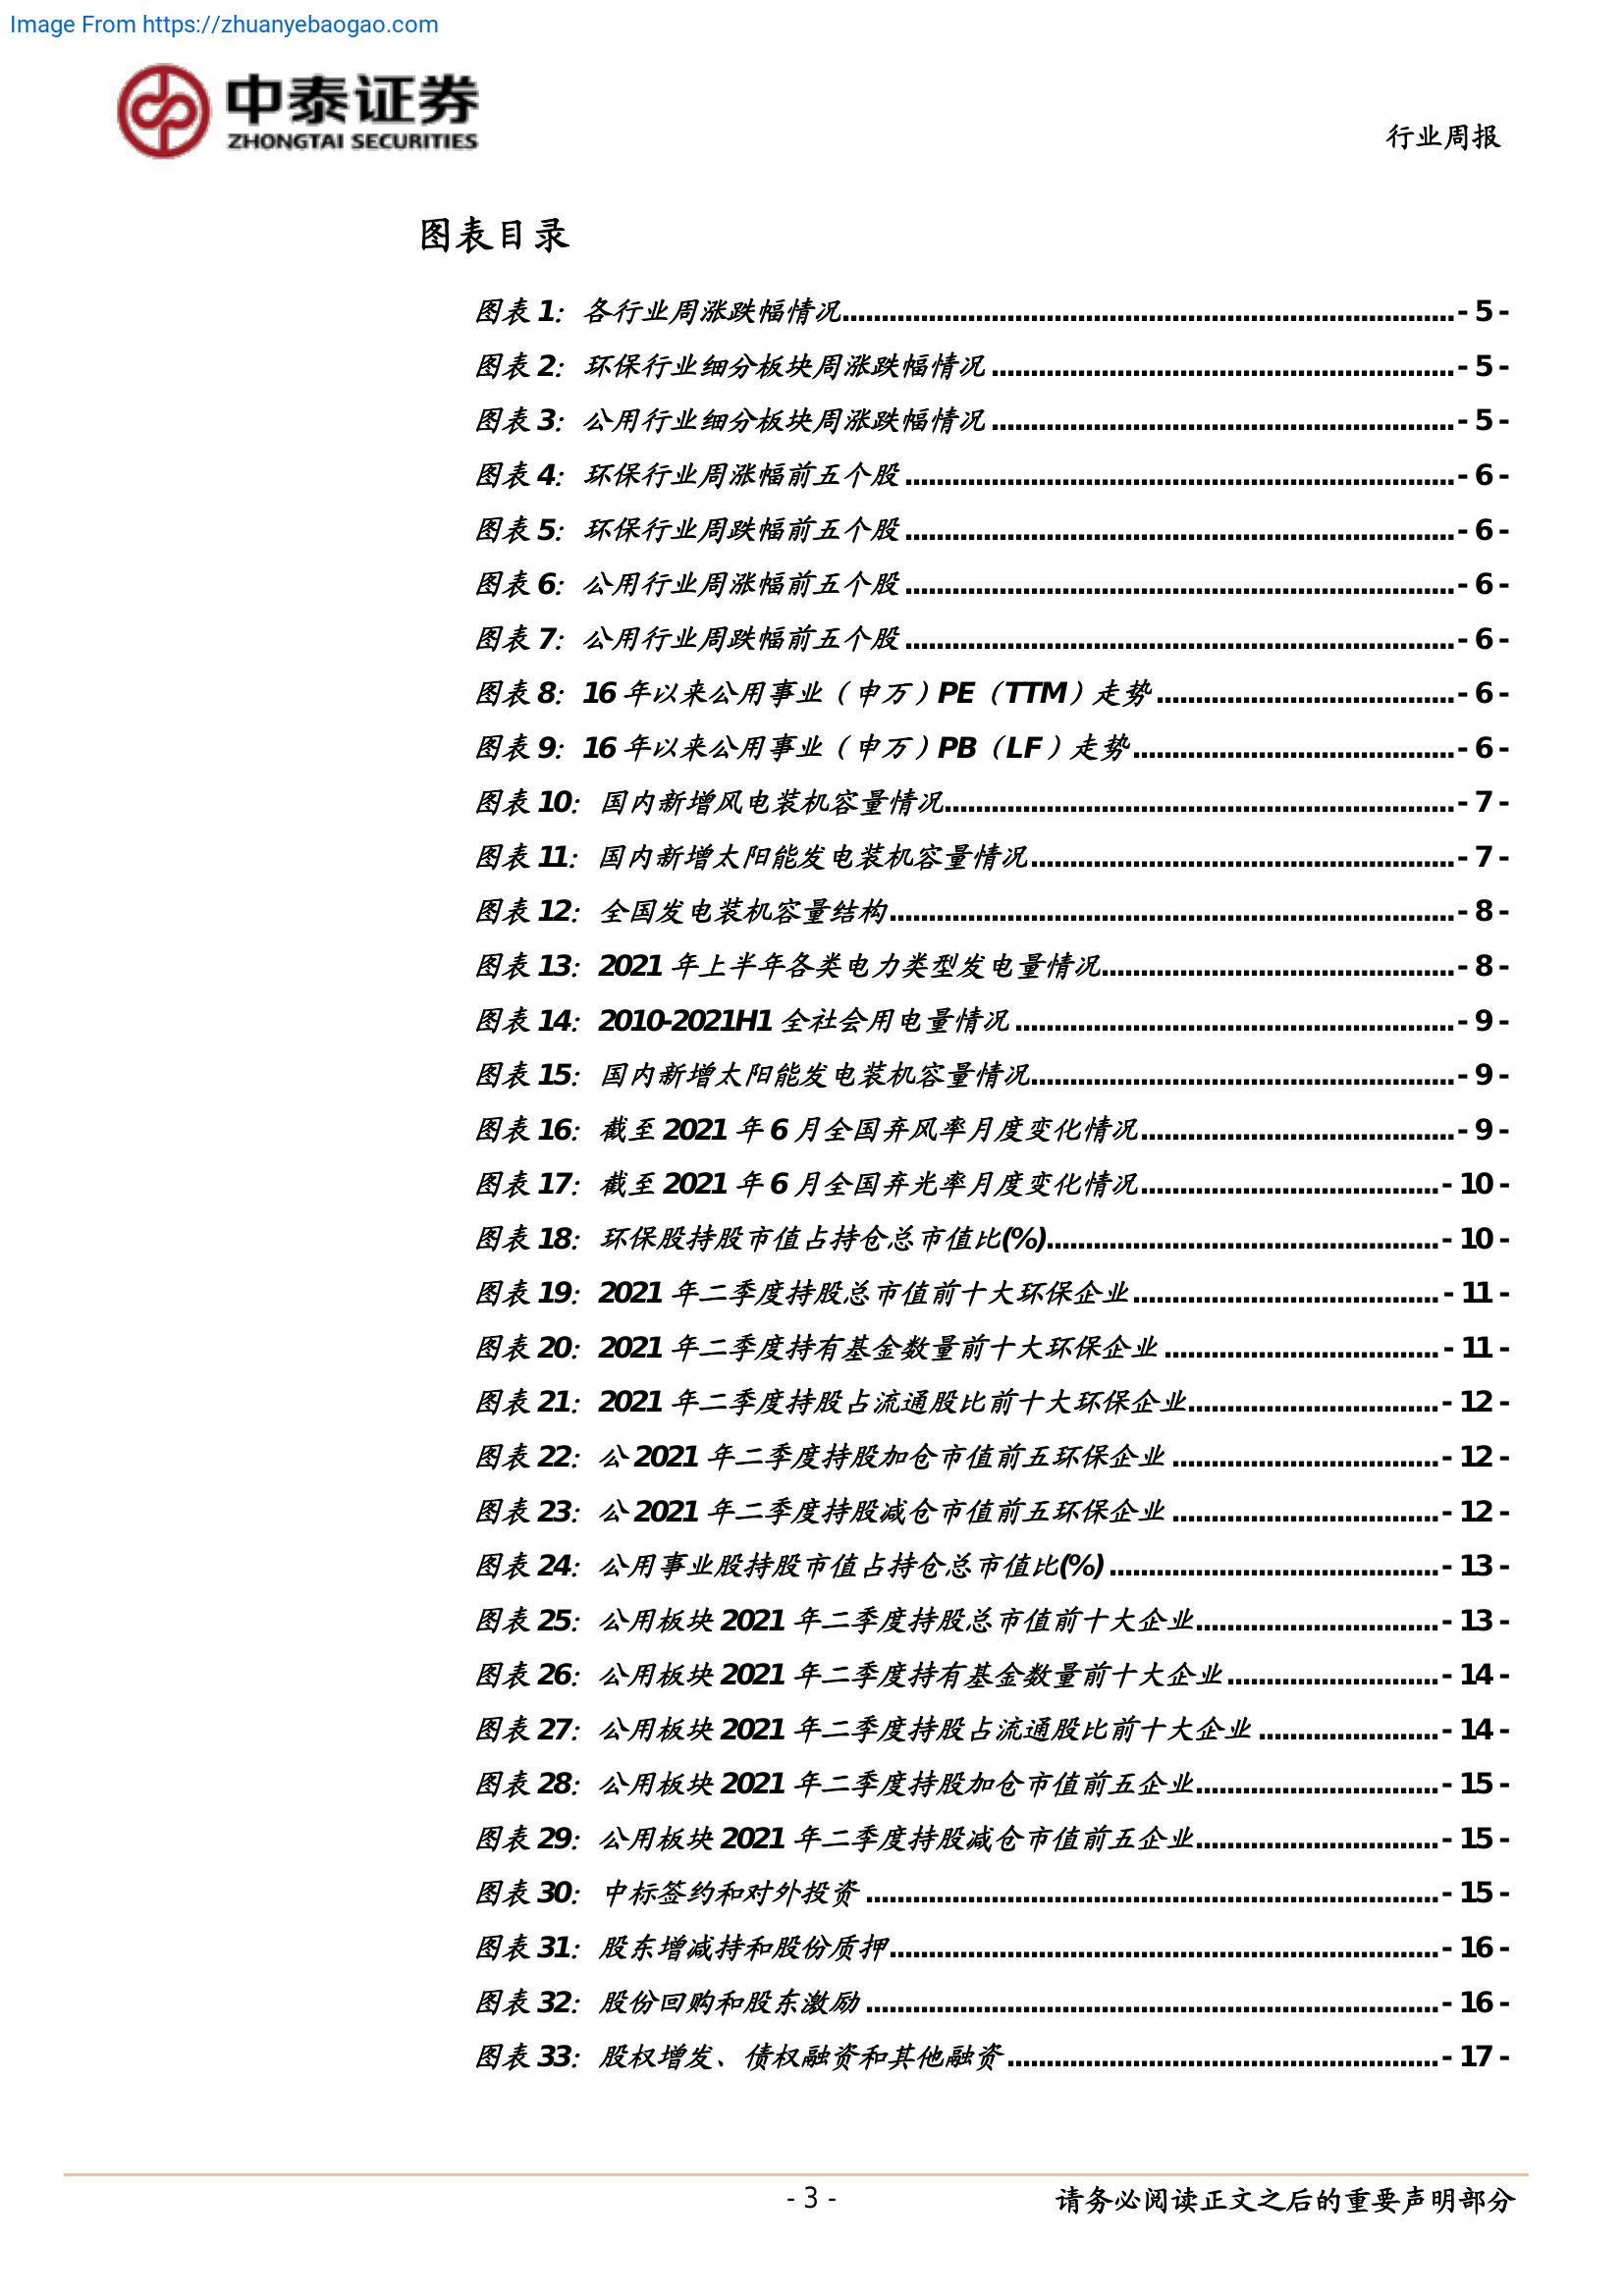 Image From https://zhuanyebaogao.com
中泰证券
ZHONGTAI SECURITIES
行业周报
图表目录
图表 1：各行业周涨跌幅情况 - 5 -
图表 2：环保行业细分板块周涨跌幅情况 - 5 -
图表 3：公用行业细分板块周涨跌幅情况 - 5 -
图表 4：环保行业周涨幅前五个股 - 6 -
图表 5：环保行业周跌幅前五个股 - 6 -
图表 6：公用行业周涨幅前五个股 - 6 -
图表 7：公用行业周跌幅前五个股 - 6 -
图表 8：16 年以来公用事业（申万）PE（TTM）走势 - 6 -
图表 9：16 年以来公用事业（申万）PB（LF）走势 - 6 -
图表 10：国内新增风电装机容量情况 - 7 -
图表 11：国内新增太阳能发电装机容量情况 - 7 -
图表 12：全国发电装机容量结构 - 8 -
图表 13：2021 年上半年各类电力类型发电量情况 - 8 -
图表 14：2010-2021H1 全社会用电量情况 - 9 -
图表 15：国内新增太阳能发电装机容量情况 - 9 -
图表 16：截至 2021 年 6 月全国弃风率月度变化情况 - 9 -
图表 17：截至 2021 年 6 月全国弃光率月度变化情况 - 10 -
图表 18：环保股持股市值占持仓总市值比(%) - 10 -
图表 19：2021 年二季度持股总市值前十大环保企业 - 11 -
图表 20：2021 年二季度持有基金数量前十大环保企业 - 11 -
图表 21：2021 年二季度持股占流通股比前十大环保企业 - 12 -
图表 22：公 2021 年二季度持股加仓市值前五环保企业 - 12 -
图表 23：公 2021 年二季度持股减仓市值前五环保企业 - 12 -
图表 24：公用事业股持股市值占持仓总市值比(%) - 13 -
图表 25：公用板块 2021 年二季度持股总市值前十大企业 - 13 -
图表 26：公用板块 2021 年二季度持有基金数量前十大企业 - 14 -
图表 27：公用板块 2021 年二季度持股占流通股比前十大企业 - 14 -
图表 28：公用板块 2021 年二季度持股加仓市值前五企业 - 15 -
图表 29：公用板块 2021 年二季度持股减仓市值前五企业 - 15 -
图表 30：中标签约和对外投资 - 15 -
图表 31：股东增减持和股份质押 - 16 -
图表 32：股份回购和股东激励 - 16 -
图表 33：股权增发、债权融资和其他融资 - 17 -
- 3 -
请务必阅读正文之后的重要声明部分